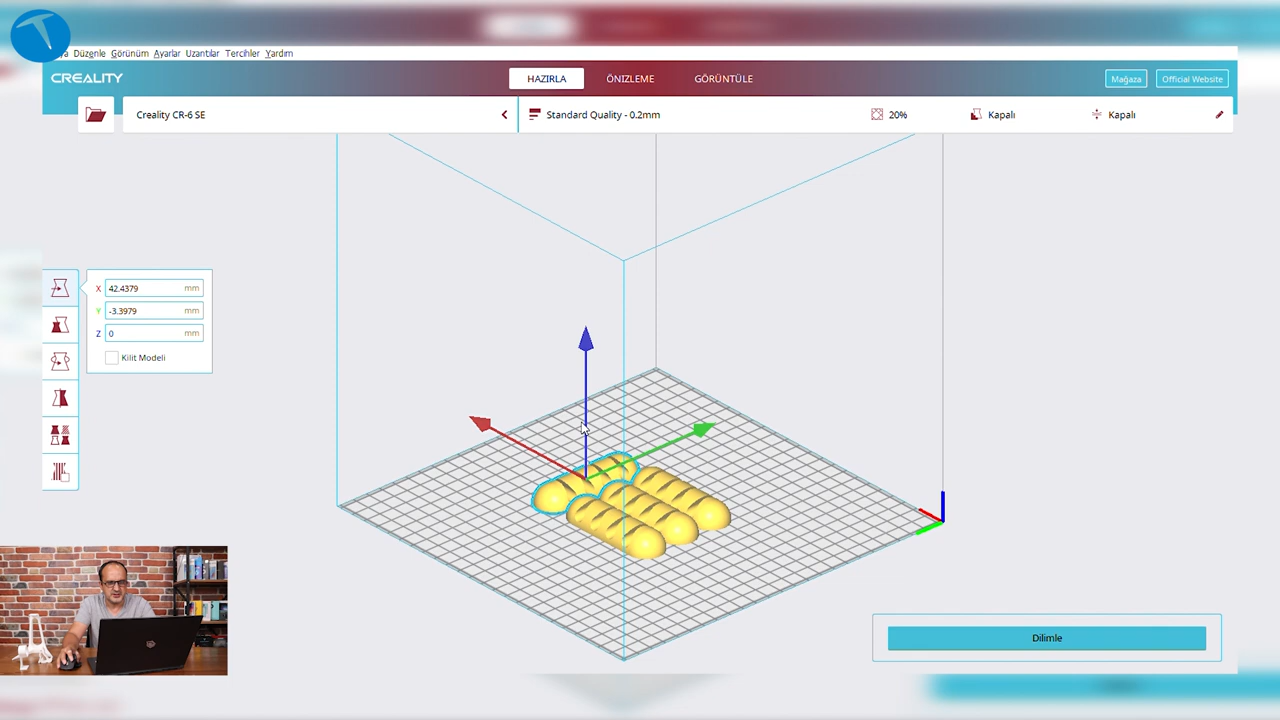 ya Düzenle Görünüm Ayarlar Uzantılar Tercihler Yardım
CREALITY
HAZIRLA
ÖNIZLEME
GÖRÜNTÜLE
Mağaza
Official Website
Creality CR-6 SE
Standard Quality - 0.2mm
20%
Kapalı
Kapalı
X 42.4379 mm
Y -3.3979 mm
Z 0 mm
Kilit Modeli
Dilimle